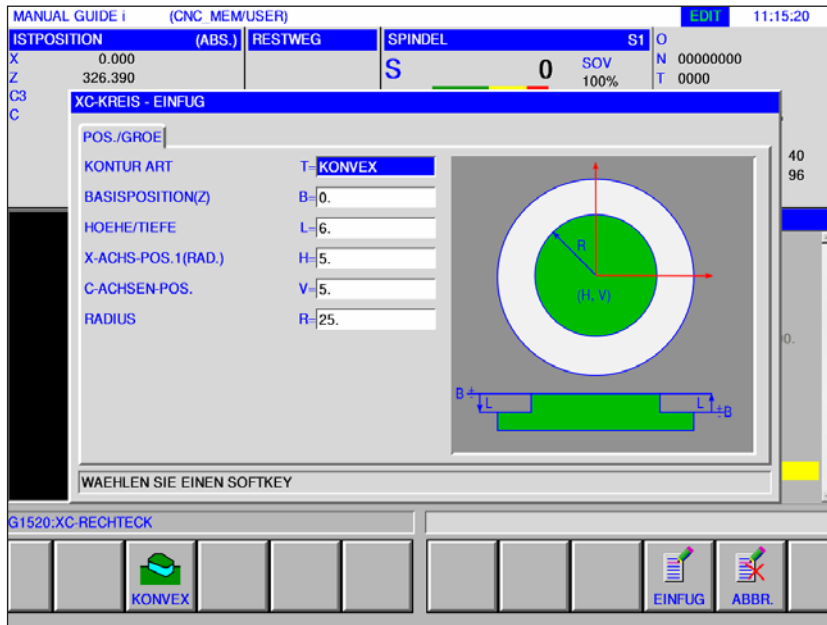 MANUAL GUIDE i (CNC_MEM/USER) EDIT 11:15:20
ISTPOSITION (ABS.) RESTWEG SPINDEL S1 O
X 0.000 S 0 SOV N 00000000
Z 326.390 100% T 0000
C3
C
XC-KREIS - EINFUG
POS./GROE
40
96
KONTUR ART T=KONVEX
BASISPOSITION(Z) B=0.
HOEHE/TIEFE L=6.
X-ACHS-POS.1(RAD.) H=5.
C-ACHSEN-POS. V=5.
RADIUS R=25.
R
(H, V)
B ± L L ±B
0.
WAEHLEN SIE EINEN SOFTKEY
G1520:XC-RECHTECK
KONVEX EINFUG ABBR.